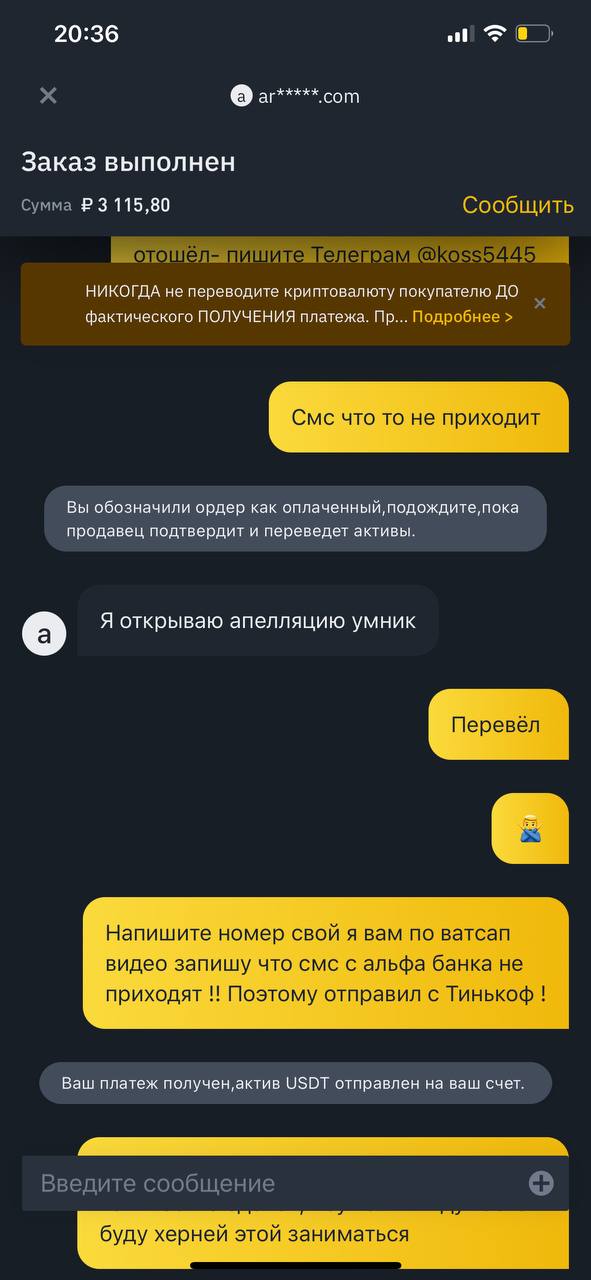 20:36
a ar*****.com
Заказ выполнен
Сумма ₽ 3 115,80
Сообщить
отошёл- пишите Телеграм @koss5445
НИКОГДА не переводите криптовалюту покупателю ДО
фактического ПОЛУЧЕНИЯ платежа. Пр... Подробнее >
Смс что то не приходит
Вы обозначили ордер как оплаченный,подождите,пока
продавец подтвердит и переведет активы.
a
Я открываю апелляцию умник
Перевёл
Напишите номер свой я вам по ватсап
видео запишу что смс с альфа банка не
приходят !! Поэтому отправил с Тинькоф !
Ваш платеж получен,актив USDT отправлен на ваш счет.
Введите сообщение
буду херней этой заниматься